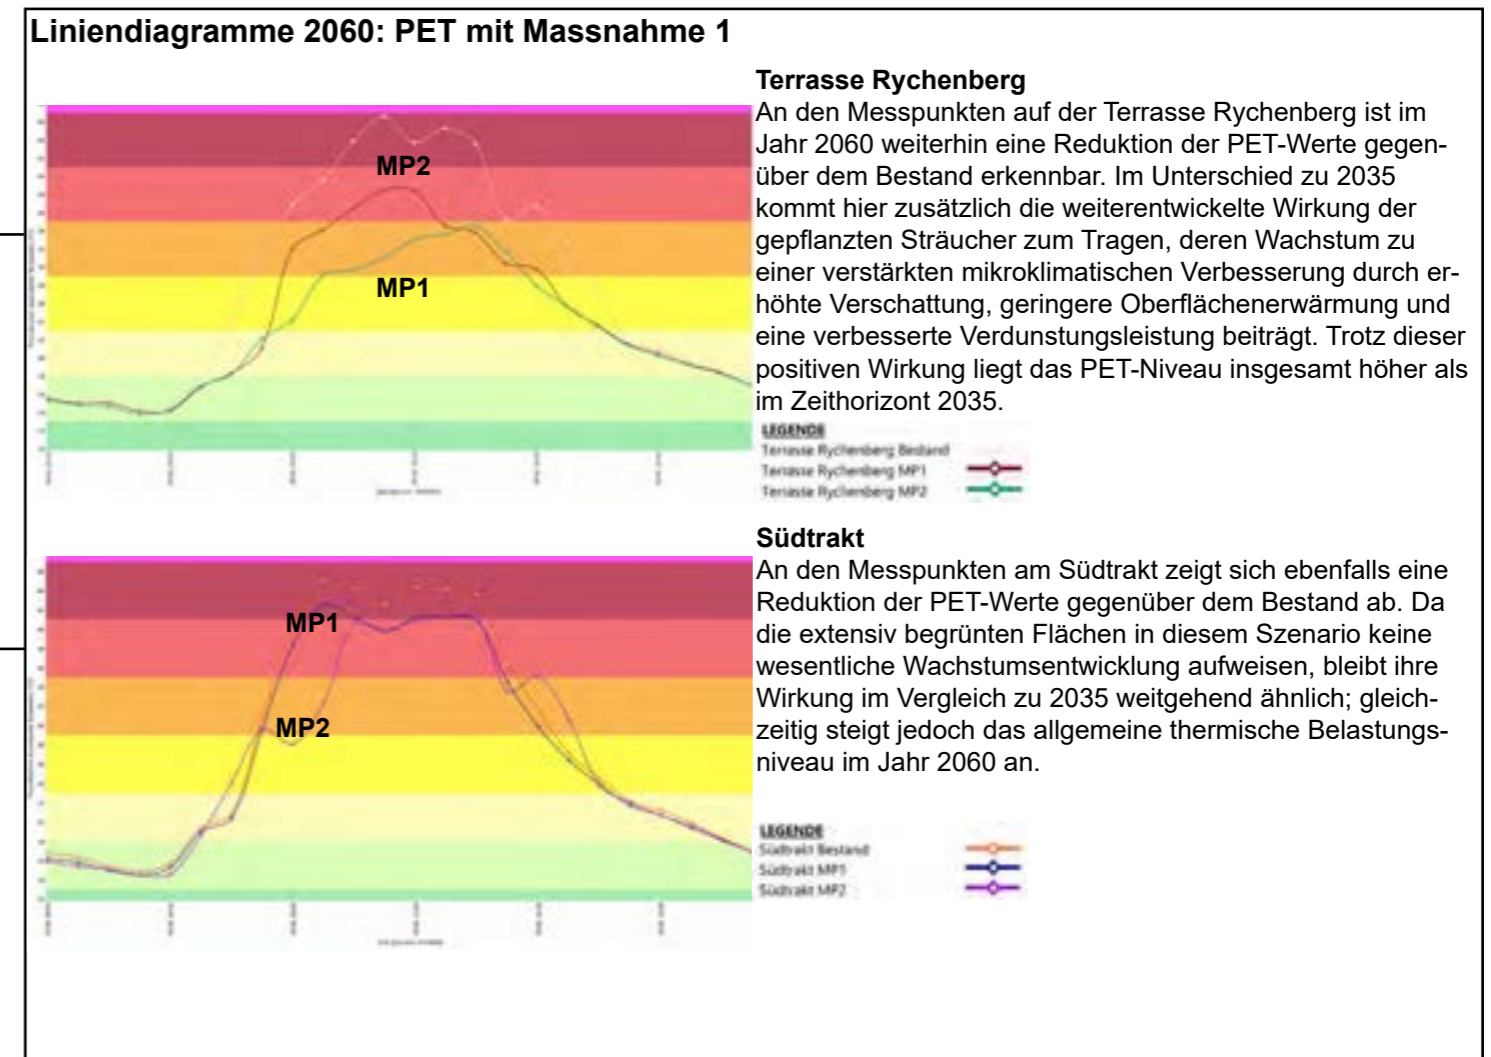 Liniendiagramme 2060: PET mit Massnahme 1
Terrasse Rychenberg
An den Messpunkten auf der Terrasse Rychenberg ist im
Jahr 2060 weiterhin eine Reduktion der PET-Werte gegen-
über dem Bestand erkennbar. Im Unterschied zu 2035
kommt hier zusätzlich die weiterentwickelte Wirkung der
gepflanzten Sträucher zum Tragen, deren Wachstum zu
einer verstärkten mikroklimatischen Verbesserung durch er-
höhte Verschattung, geringere Oberflächenerwärmung und
eine verbesserte Verdunstungsleistung beiträgt. Trotz dieser
positiven Wirkung liegt das PET-Niveau insgesamt höher als
im Zeithorizont 2035.
MP2
MP1
LEGENDE
Terrasse Rychenberg Bestand
Terrasse Rychenberg MP1
Terrasse Rychenberg MP2
Südtrakt
An den Messpunkten am Südtrakt zeigt sich ebenfalls eine
Reduktion der PET-Werte gegenüber dem Bestand ab. Da
die extensiv begrünten Flächen in diesem Szenario keine
wesentliche Wachstumsentwicklung aufweisen, bleibt ihre
Wirkung im Vergleich zu 2035 weitgehend ähnlich; gleich-
zeitig steigt jedoch das allgemeine thermische Belastungs-
niveau im Jahr 2060 an.
MP1
MP2
LEGENDE
Südtrakt Bestand
Südtrakt MP1
Südtrakt MP2